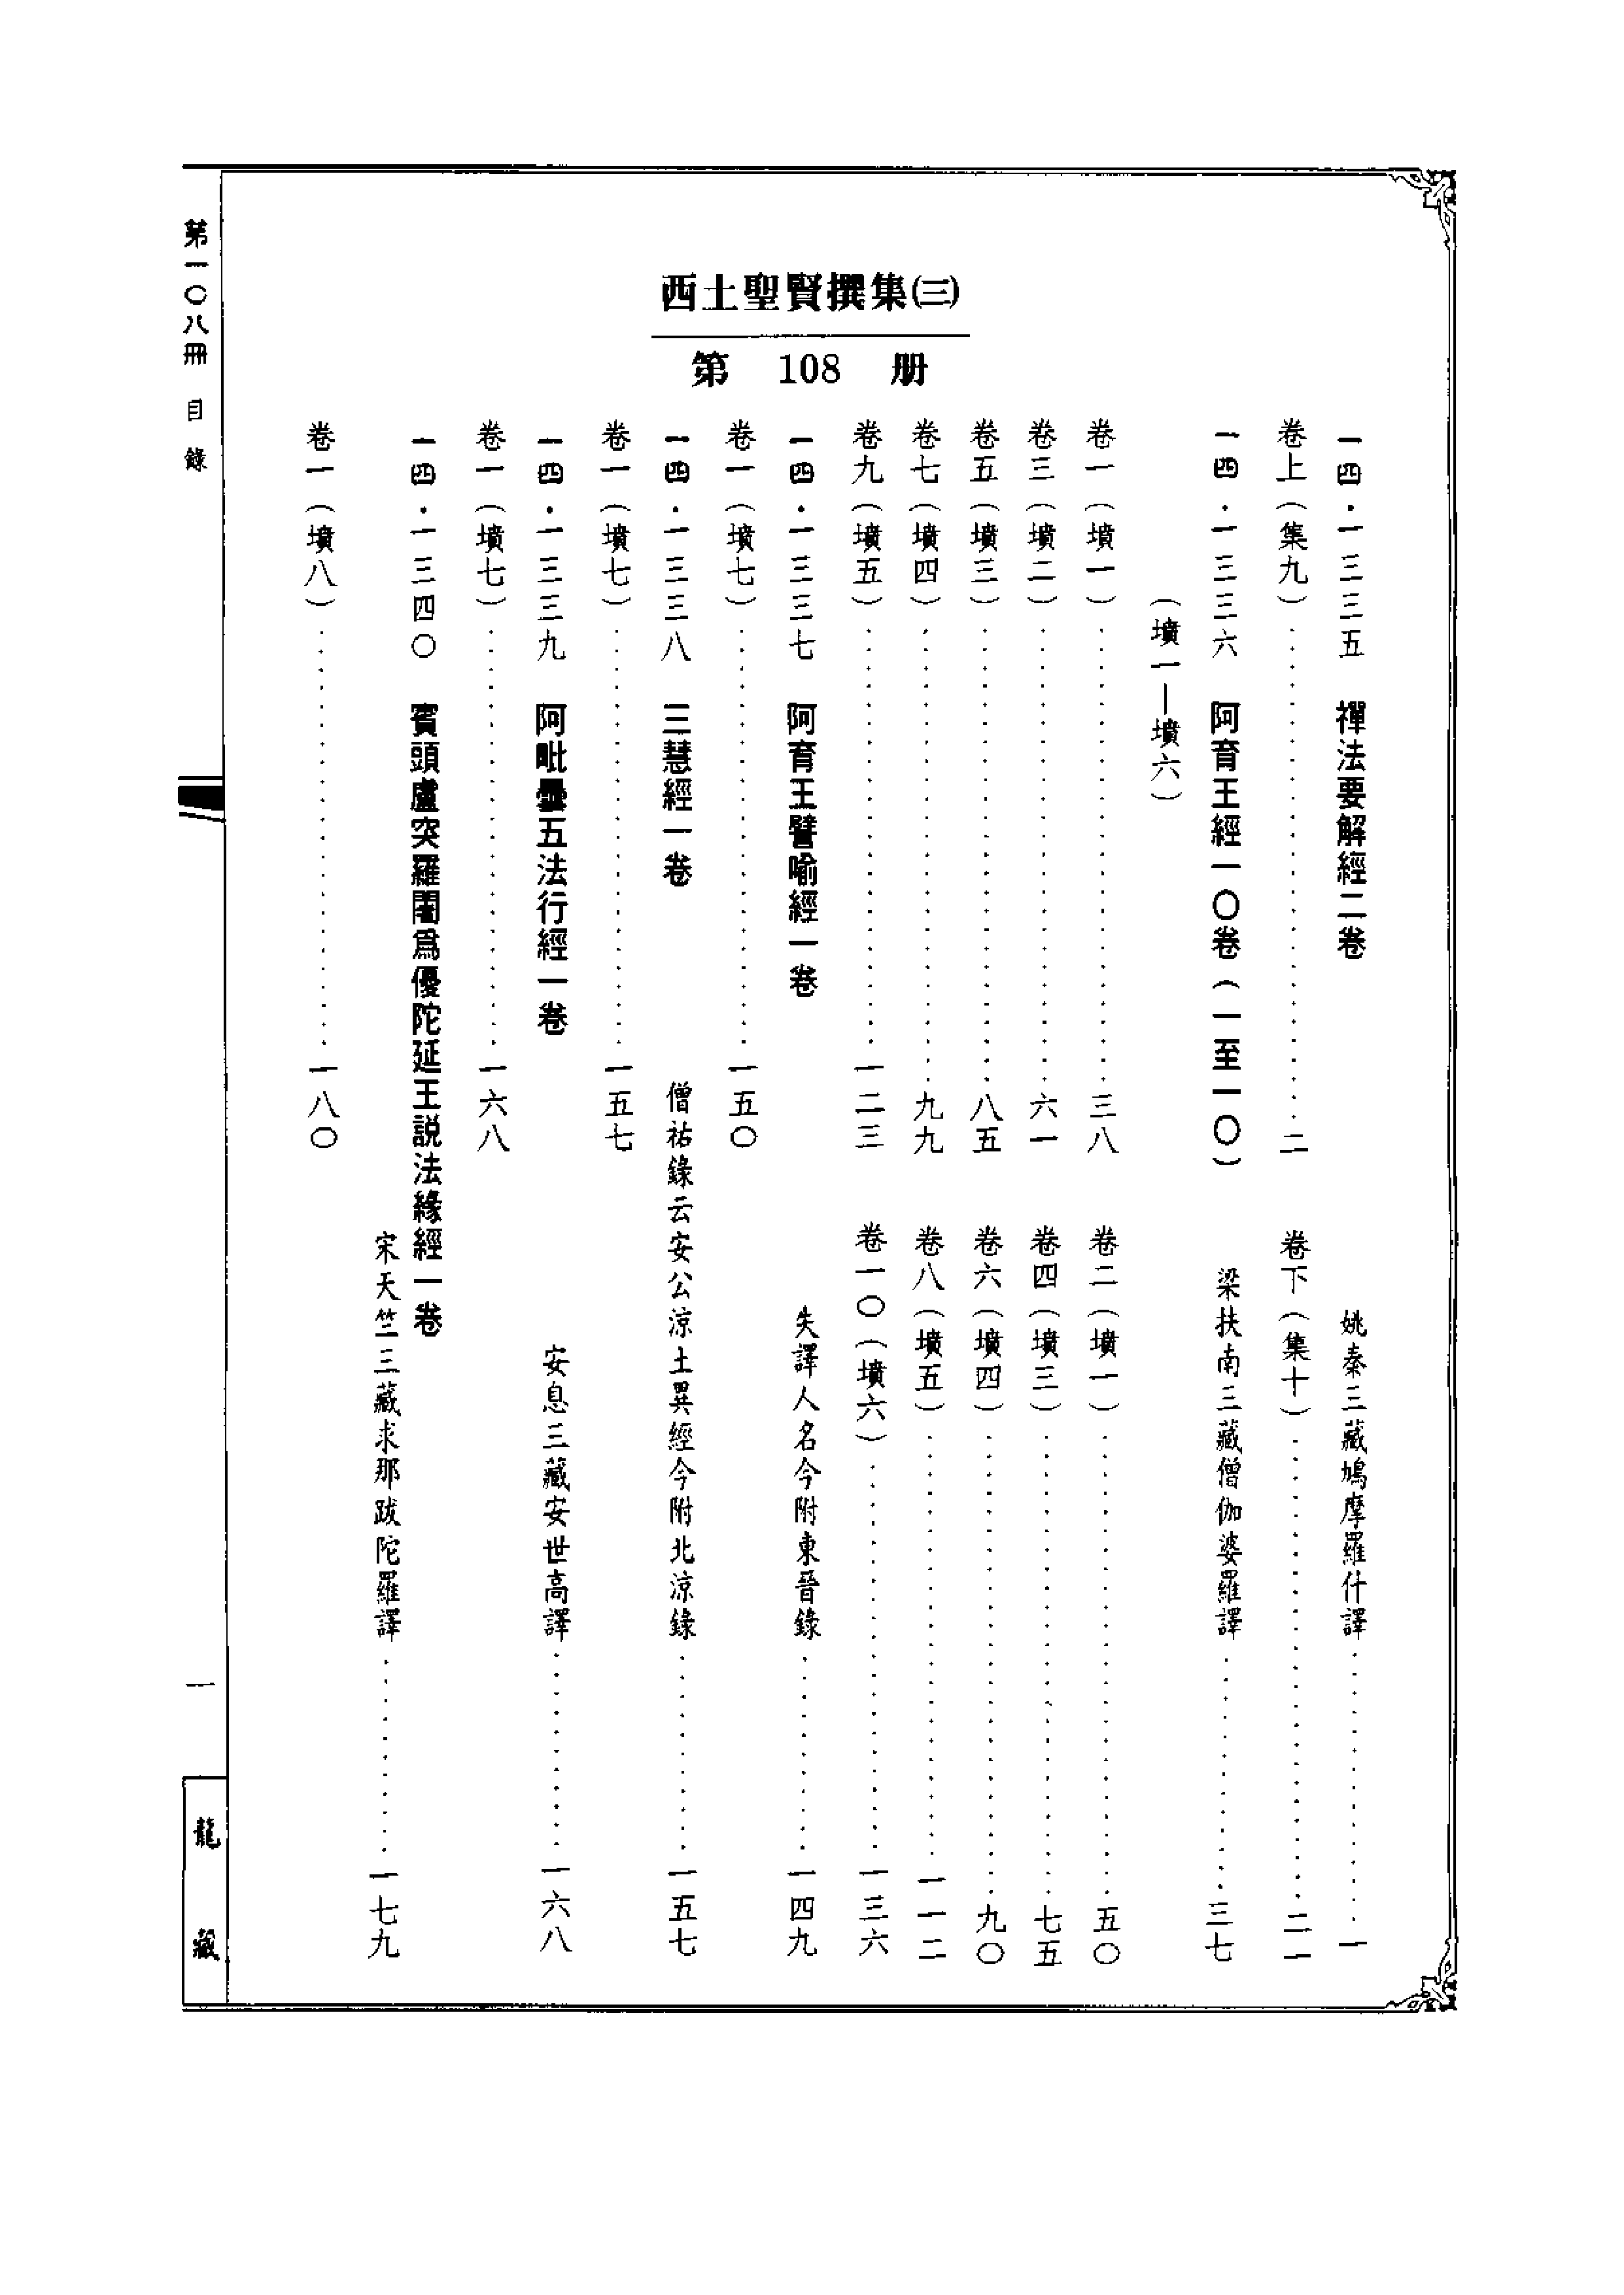 西土聖賢撰集(三)
第 108 册
一四·一三三五 禪法要解經二卷 姚秦三藏鳩摩羅什譯…………一
卷上（集九）…………二 卷下（集十）…………二一
一四·一三三六 阿育王經一〇卷（一至一〇） 梁扶南三藏僧伽婆羅譯…………三七
（墳一—墳六）
卷一（墳一）…………三八 卷二（墳一）…………五〇
卷三（墳二）…………六一 卷四（墳三）…………七五
卷五（墳三）…………八五 卷六（墳四）…………九〇
卷七（墳四）…………九九 卷八（墳五）…………一一二
卷九（墳五）…………一二三 卷一〇（墳六）…………一三六
一四·一三三七 阿育王譬喻經一卷 失譯人名今附東晉錄…………一四九
卷一（墳七）…………一五〇
一四·一三三八 三慧經一卷 僧祐錄云安公涼土異經今附北涼錄…………一五七
卷一（墳七）…………一五七
一四·一三三九 阿毗曇五法行經一卷 安息三藏安世高譯…………一六八
卷一（墳七）…………一六八
一四·一三四〇 賓頭盧突羅闍爲優陀延王説法緣經一卷
宋天竺三藏求那跋陀羅譯…………一七九
卷一（墳八）…………一八〇
第一〇八冊 目錄
一
龍藏